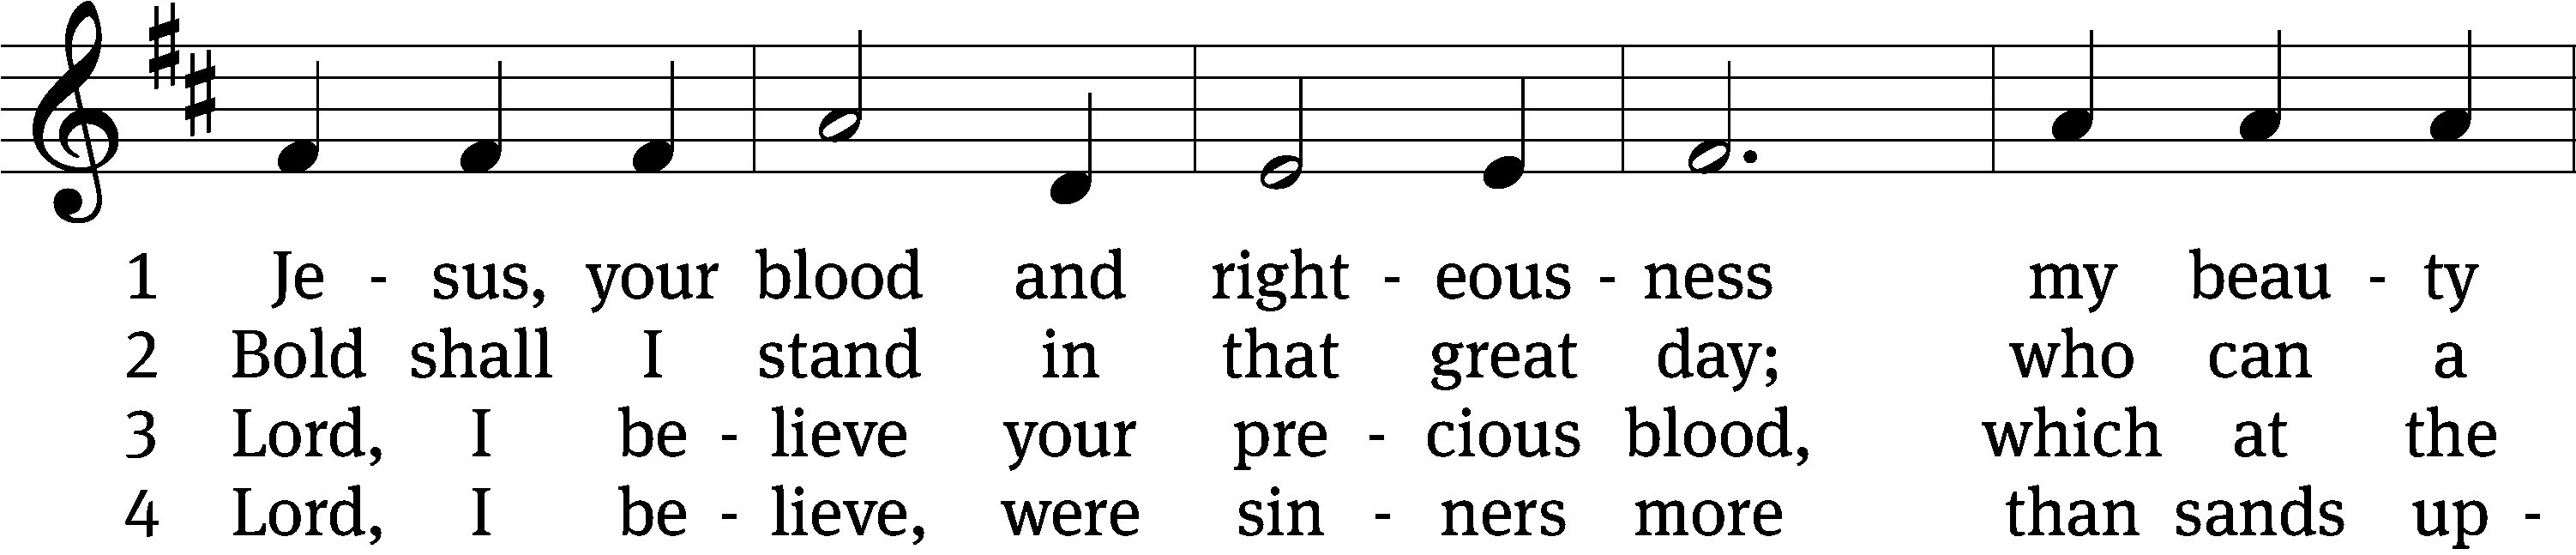 1 Je - sus, your blood and right - eous - ness my beau - ty
2 Bold shall I stand in that great day; who can a
3 Lord, I be - lieve your pre - cious blood, which at the
4 Lord, I be - lieve, were sin - ners more than sands up -